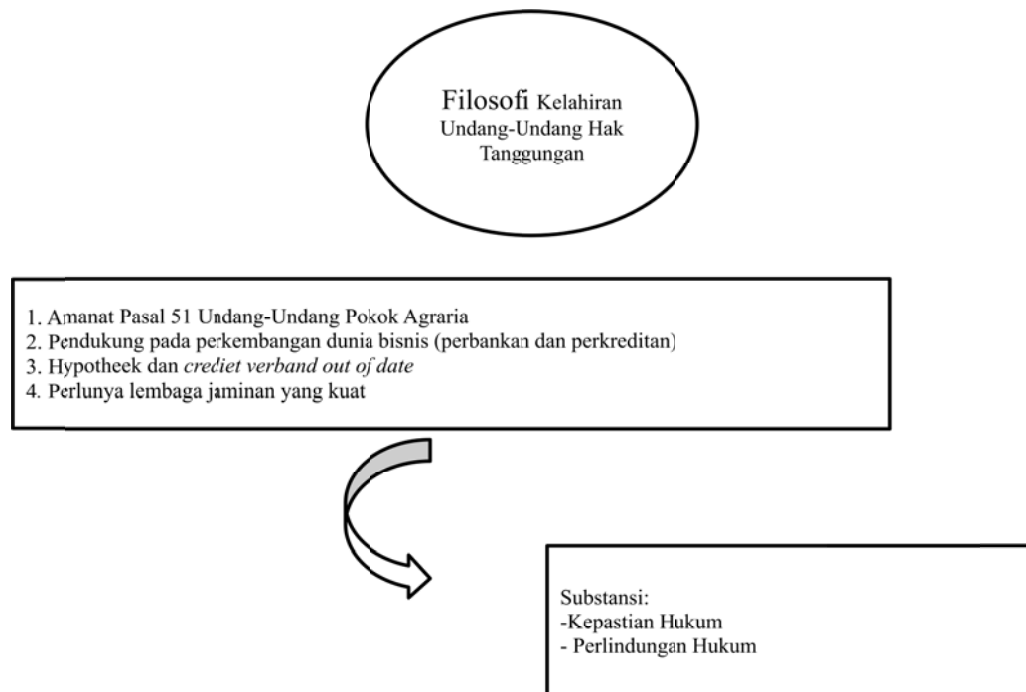 Filosofi Kelahiran
Undang-Undang Hak
Tanggungan
1. Amanat Pasal 51 Undang-Undang Pokok Agraria
2. Pendukung pada perkembangan dunia bisnis (perbankan dan perkreditan)
3. Hypotheek dan crediet verband out of date
4. Perlunya lembaga jaminan yang kuat
Substansi:
-Kepastian Hukum
- Perlindungan Hukum